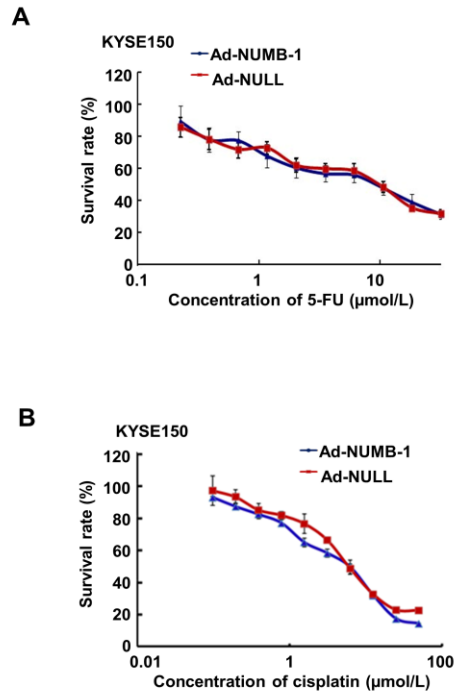 A
KYSE150
Ad-NUMB-1
Ad-NULL
Survival rate (%)
120
100
80
60
40
20
0
0.1
1
10
Concentration of 5-FU (μmol/L)
B
KYSE150
Ad-NUMB-1
Ad-NULL
Survival rate (%)
120
100
80
60
40
20
0
0.01
1
100
Concentration of cisplatin (μmol/L)